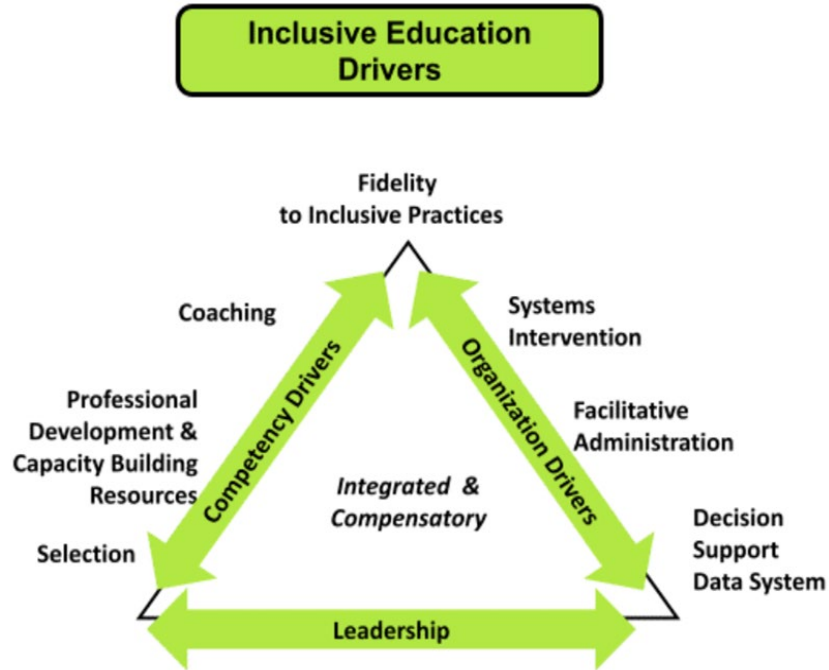 Inclusive Education
Drivers
Fidelity
to Inclusive Practices
Coaching
Professional
Development &
Capacity Building
Resources
Selection
Competency Drivers
Systems
Intervention
Facilitative
Administration
Decision
Support
Data System
Organization Drivers
Integrated &
Compensatory
Leadership